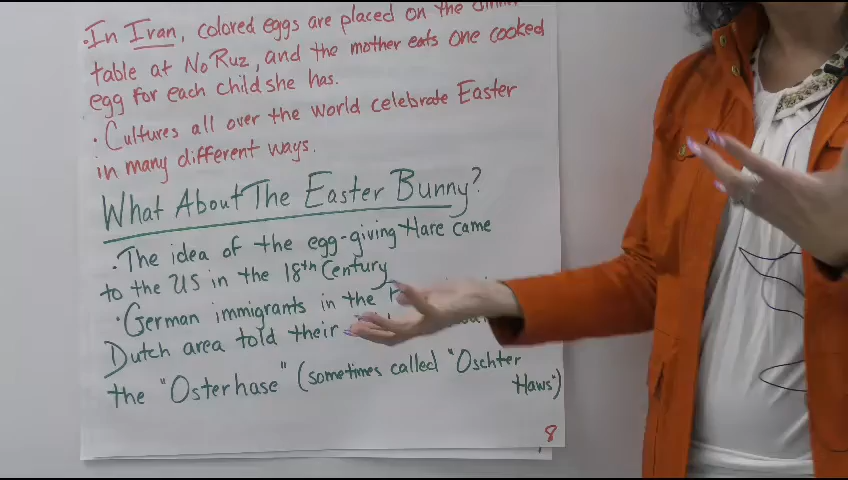 ·In Iran, colored eggs are placed on the
table at No Ruz, and the mother eats one cooked
egg for each child she has.
·Cultures all over the world celebrate Easter
in many different ways.
What About The Easter Bunny?
·The idea of the egg-giving Hare came
to the US in the 18th Century
·German immigrants in the
Dutch area told their
the "Osterhase" (sometimes called "Oschter
Haws")
8